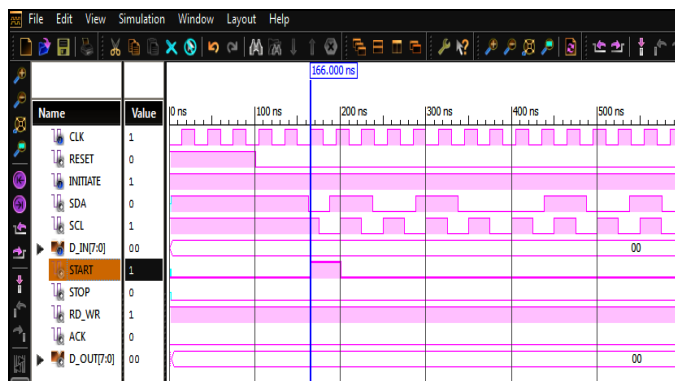 File Edit View Simulation Window Layout Help
166.000 ns
Name Value 0 ns 100 ns 200 ns 300 ns 400 ns 500 ns
CLK 1
RESET 0
INITIATE 1
SDA 0
SCL 1
D_IN[7:0] 00 00
START 1
STOP 0
RD_WR 1
ACK 0
D_OUT[7:0] 00 00